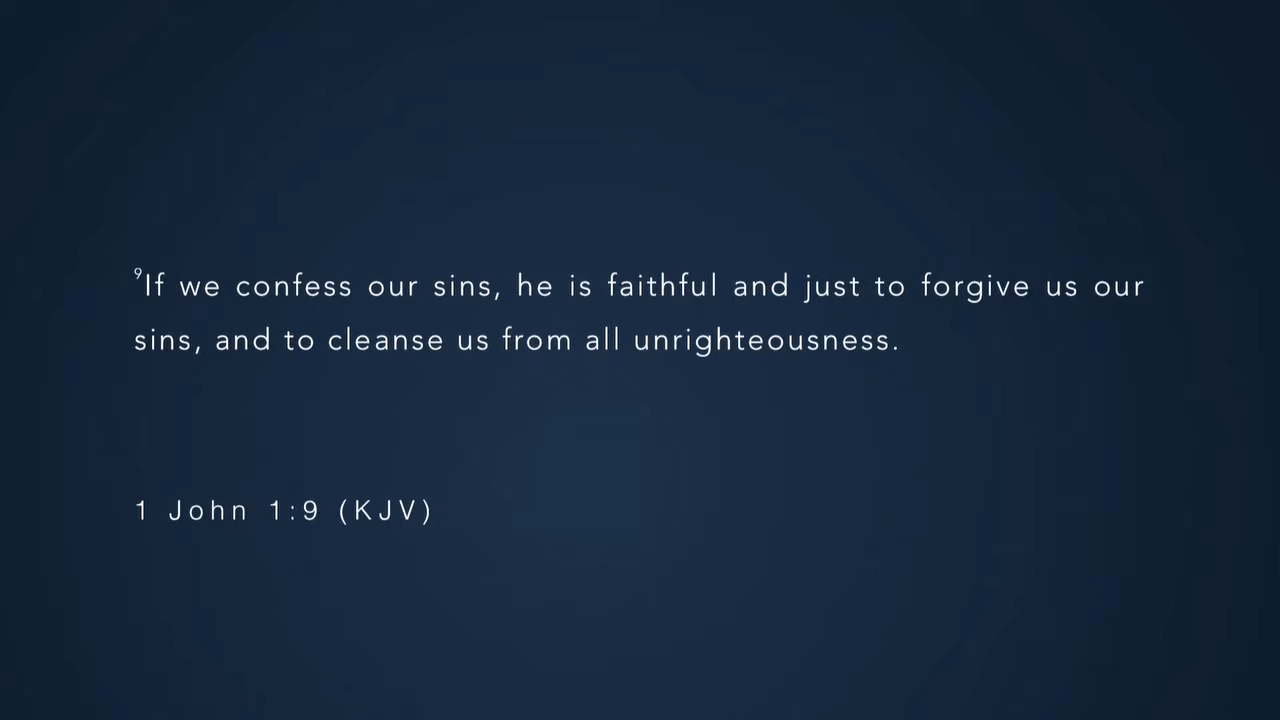 ⁹If we confess our sins, he is faithful and just to forgive us our
sins, and to cleanse us from all unrighteousness.
1 John 1:9 (KJV)